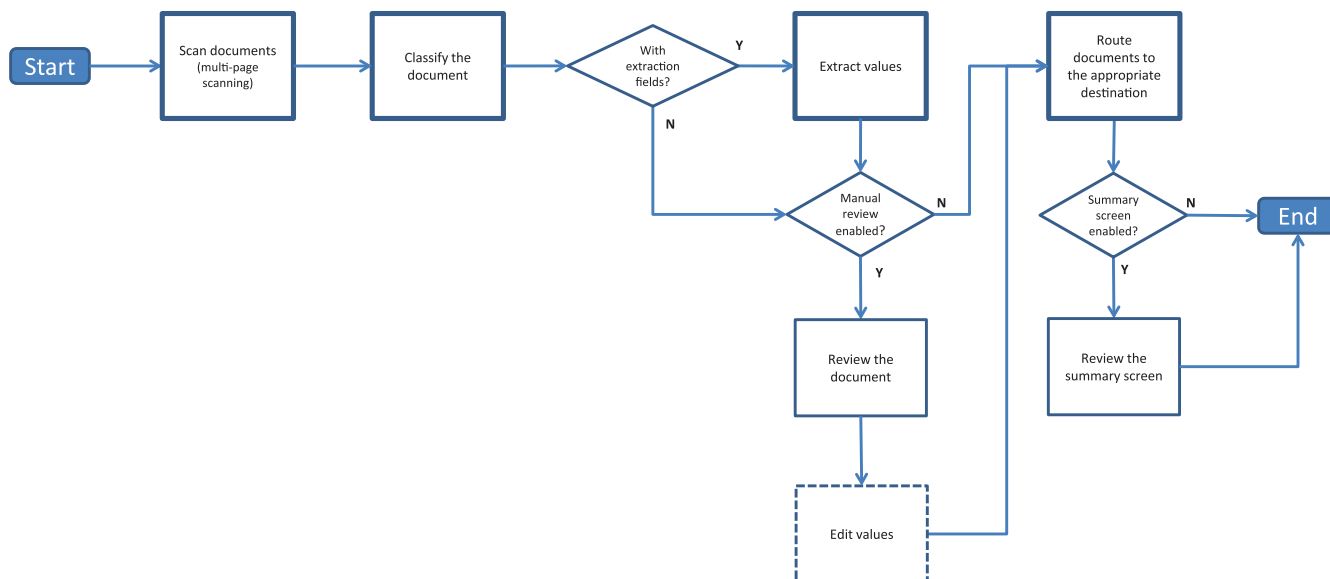 Start
Scan documents
(multi-page
scanning)
Classify the
document
With
extraction
fields?
Y
N
Extract values
Manual
review
enabled?
N
Y
Review the
document
Edit values
Route
documents to
the appropriate
destination
Summary
screen
enabled?
N
Y
Review the
summary screen
End